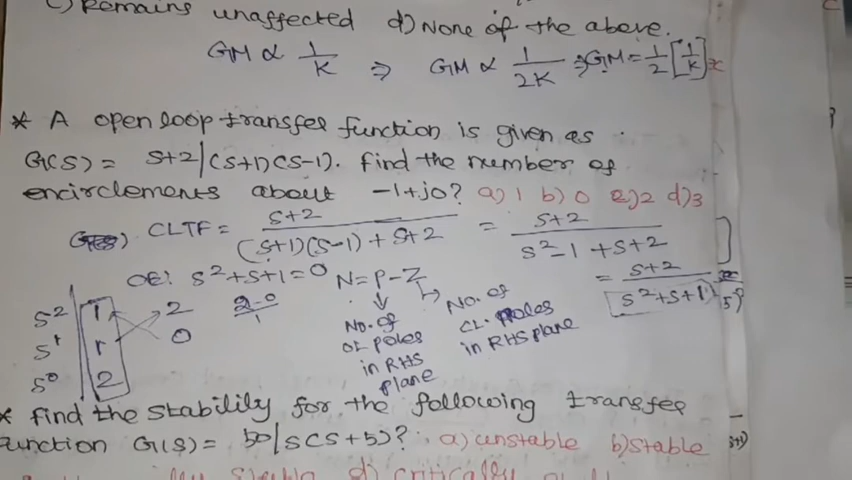 c) Remains unaffected d) None of the above.
GM ∝ 1/K ⇒ GM ∝ 1/2K ⇒ GM = 1/2 [1/K]
* A open loop transfer function is given as
G(S) = S+2/(S+1)(S-1). find the number of
encirclements about -1+j0? a) 1 b) 0 c) 2 d) 3
CLTF = S+2/(S+1)(S-1)+S+2 = S+2/S²-1+S+2
= S+2/S²+S+1
CE: S²+S+1=0 N=P-Z
S² | 1 2 2-0/1
S¹ | 1 0
S⁰ | 2
No. of OL poles in RHS plane
No. of CL poles in RHS plane
* find the stability for the following transfer
function G(S) = 50/S(S+5)? a) unstable b) stable